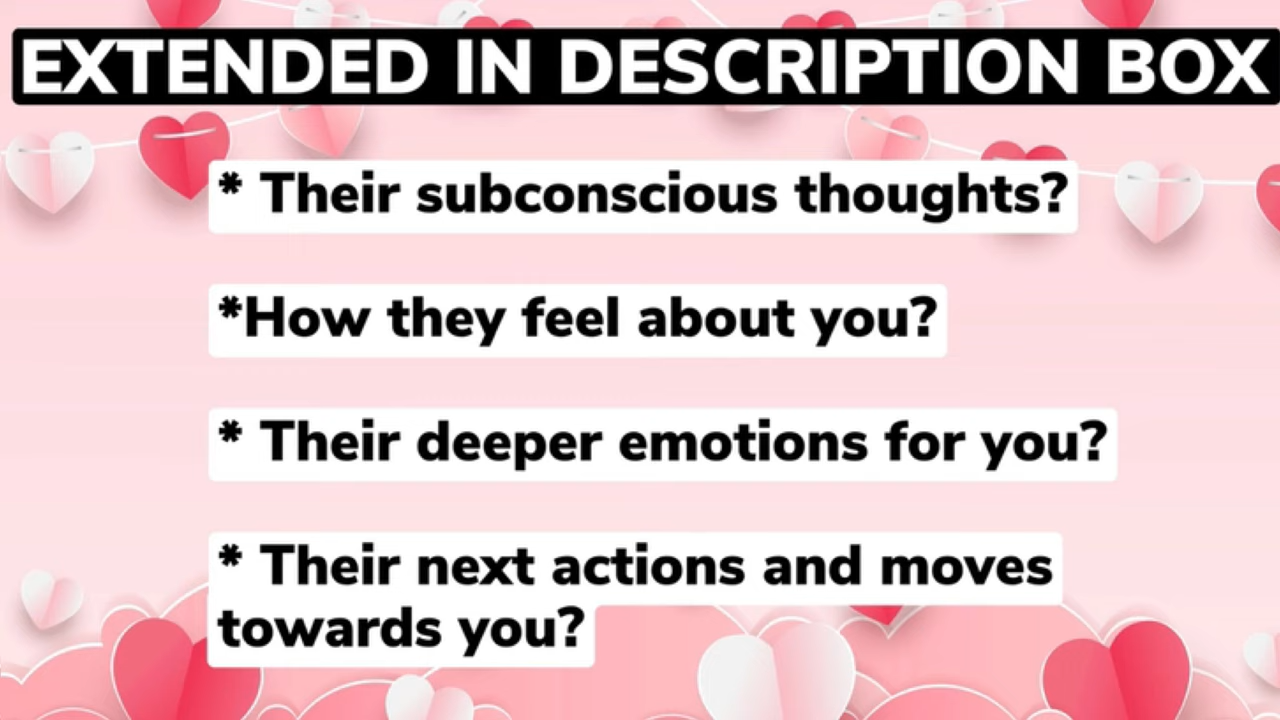 EXTENDED IN DESCRIPTION BOX
* Their subconscious thoughts?
*How they feel about you?
* Their deeper emotions for you?
* Their next actions and moves
towards you?